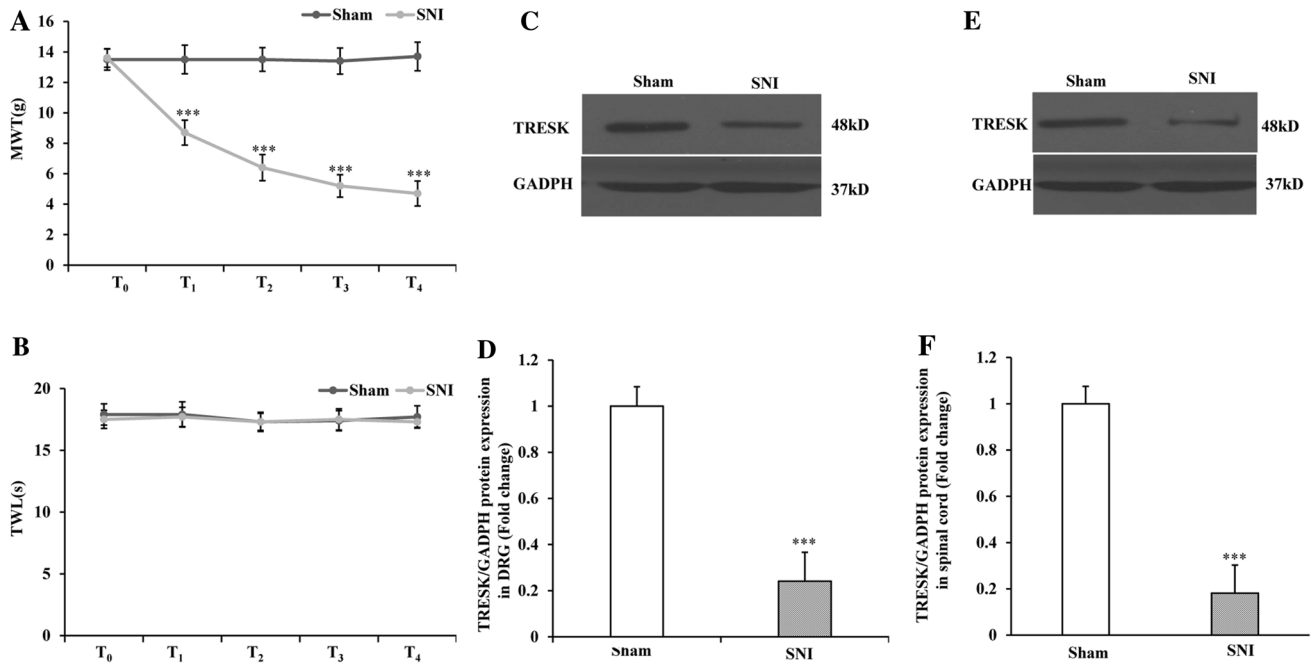 A
Sham SNI
MWT(g)
16
14
12
10
8
6
4
2
0
***
***
***
***
T₀ T₁ T₂ T₃ T₄
B
Sham SNI
TWL(s)
20
15
10
5
0
T₀ T₁ T₂ T₃ T₄
C
Sham SNI
TRESK 48kD
GADPH 37kD
D
TRESK/GADPH protein expression
in DRG (Fold change)
1.2
1
0.8
0.6
0.4
0.2
0
***
Sham SNI
E
Sham SNI
TRESK 48kD
GADPH 37kD
F
TRESK/GADPH protein expression
in spinal cord (Fold change)
1.2
1
0.8
0.6
0.4
0.2
0
***
Sham SNI